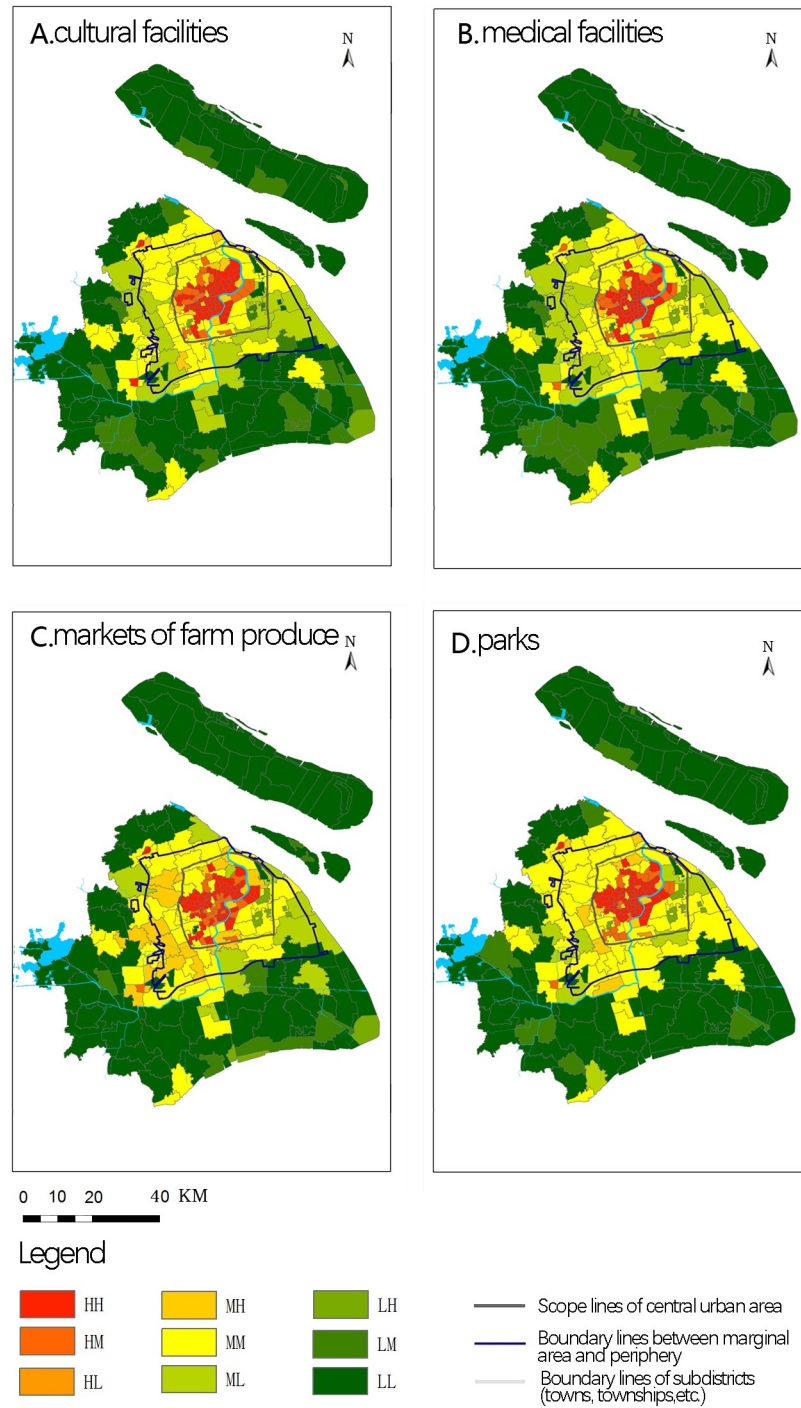 A.cultural facilities
N
B.medical facilities
N
C.markets of farm produce
N
D.parks
N
0 10 20 40 KM
Legend
HH MH LH
HM MM LM
HL ML LL
Scope lines of central urban area
Boundary lines between marginal
area and periphery
Boundary lines of subdistricts
(towns, townships,etc.)